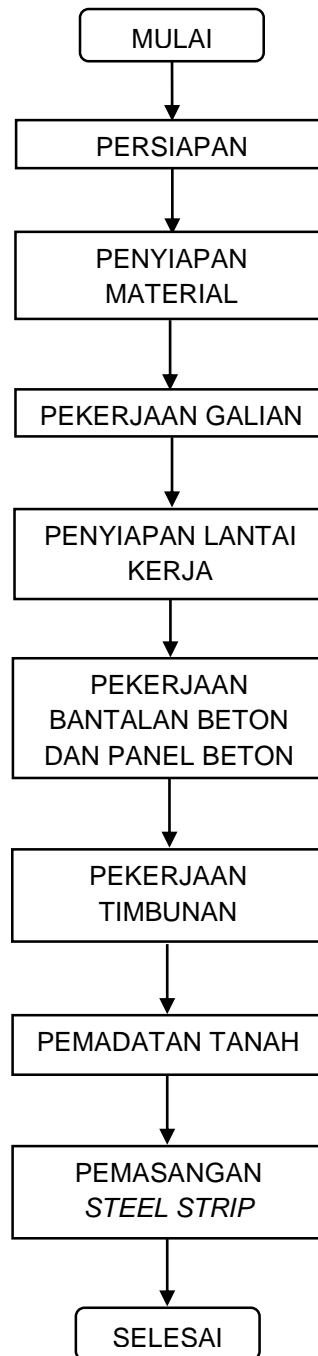 MULAI
PERSIAPAN
PENYIAPAN
MATERIAL
PEKERJAAN GALIAN
PENYIAPAN LANTAI
KERJA
PEKERJAAN
BANTALAN BETON
DAN PANEL BETON
PEKERJAAN
TIMBUNAN
PEMADATAN TANAH
PEMASANGAN
STEEL STRIP
SELESAI